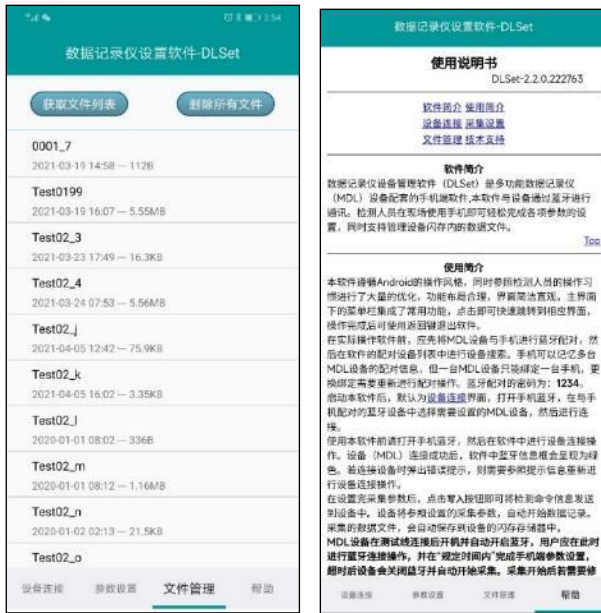 2:54
数据记录仪设置软件-DLSet
获取文件列表
删除所有文件
0001_7
2021-03-19 14:58 — 112B
Test0199
2021-03-19 16:07 — 5.55MB
Test02_3
2021-03-23 17:49 — 16.3KB
Test02_4
2021-03-24 07:53 — 5.56MB
Test02_j
2021-04-05 12:42 — 75.9KB
Test02_k
2021-04-05 16:02 — 3.35KB
Test02_l
2020-01-01 08:02 — 336B
Test02_m
2020-01-01 08:12 — 1.16MB
Test02_n
2020-01-02 02:13 — 21.5KB
Test02_o
设备连接 参数设置 文件管理 帮助
数据记录仪设置软件-DLSet
使用说明书
DLSet-2.2.0.222763
软件简介 使用简介
设备连接 采集设置
文件管理 技术支持
软件简介
数据记录仪设备管理软件（DLSet）是多功能数据记录仪
（MDL）设备配套的手机端软件,本软件与设备通过蓝牙进行
通讯。检测人员在现场使用手机即可轻松完成各项参数的设
置，同时支持管理设备闪存内的数据文件。
Top
使用简介
本软件遵循Android的操作风格，同时参照检测人员的操作习
惯进行了大量的优化，功能布局合理，界面简洁直观，主界面
下的菜单栏集成了常用功能，点击即可快速跳转到相应界面，
操作完成后可使用返回键退出软件。
在实际操作软件前，应先将MDL设备与手机进行蓝牙配对，然
后在软件的配对设备列表中进行设备搜索。手机可以记忆多台
MDL设备的配对信息，但一台MDL设备只能绑定一台手机，更
换绑定需要重新进行配对操作。蓝牙配对的密码为：1234。
启动本软件后，默认为设备连接界面，打开手机蓝牙，在与手
机配对的蓝牙设备中选择需要设置的MDL设备，然后进行连
接。
使用本软件前请打开手机蓝牙，然后在软件中进行设备连接操
作。设备（MDL）连接成功后，软件中蓝牙信息框会呈现为绿
色。若连接设备时弹出错误提示，则需要参照提示信息重新进
行设备连接操作。
在设置完采集参数后，点击写入按钮即可将检测命令信息发送
到设备中。设备将参照设置的采集参数，自动开始数据记录。
采集的数据文件，会自动保存到设备的闪存存储器中。
MDL设备在测试线连接后开机并自动开启蓝牙，用户应在此时
进行蓝牙连接操作，并在“规定时间内”完成手机端参数设置，
超时后设备会关闭蓝牙并自动开始采集。采集开始后若需要修
设备连接 参数设置 文件管理 帮助